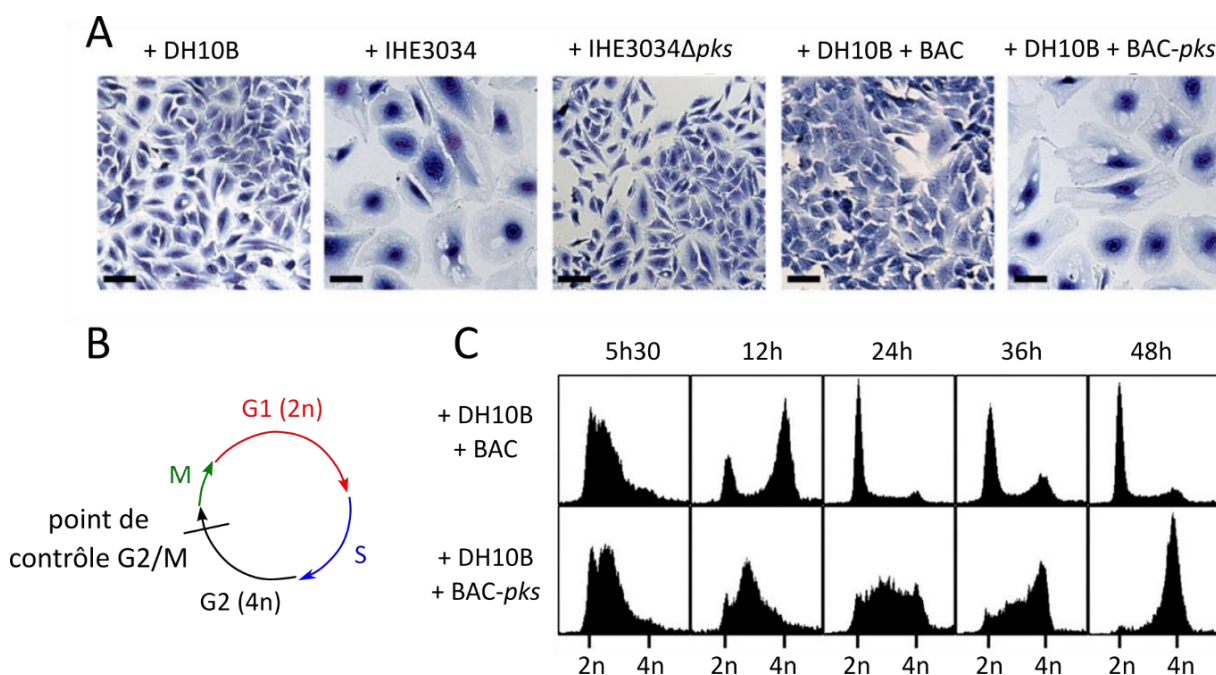 A
+ DH10B + IHE3034 + IHE3034Δpks + DH10B + BAC + DH10B + BAC-pks
B
G1 (2n)
M
point de
contrôle G2/M
S
G2 (4n)
C
5h30 12h 24h 36h 48h
+ DH10B
+ BAC
+ DH10B
+ BAC-pks
2n 4n 2n 4n 2n 4n 2n 4n 2n 4n